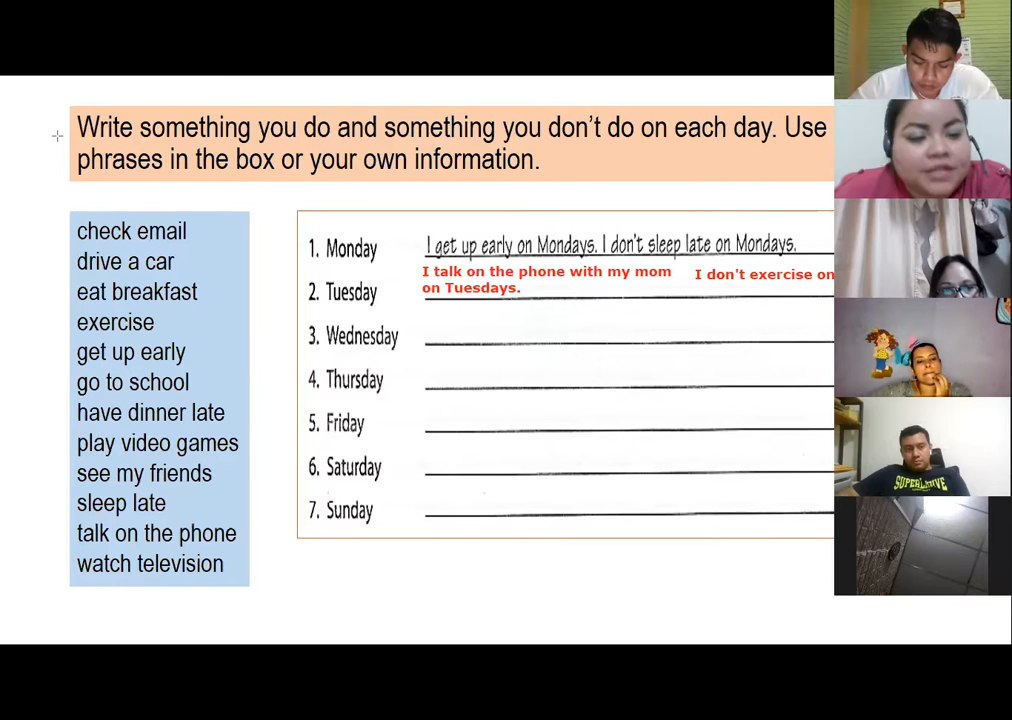 Write something you do and something you don't do on each day. Use
phrases in the box or your own information.
check email
drive a car
eat breakfast
exercise
get up early
go to school
have dinner late
play video games
see my friends
sleep late
talk on the phone
watch television
1. Monday I get up early on Mondays. I don't sleep late on Mondays.
I talk on the phone with my mom I don't exercise on
on Tuesdays.
2. Tuesday
3. Wednesday
4. Thursday
5. Friday
6. Saturday
7. Sunday